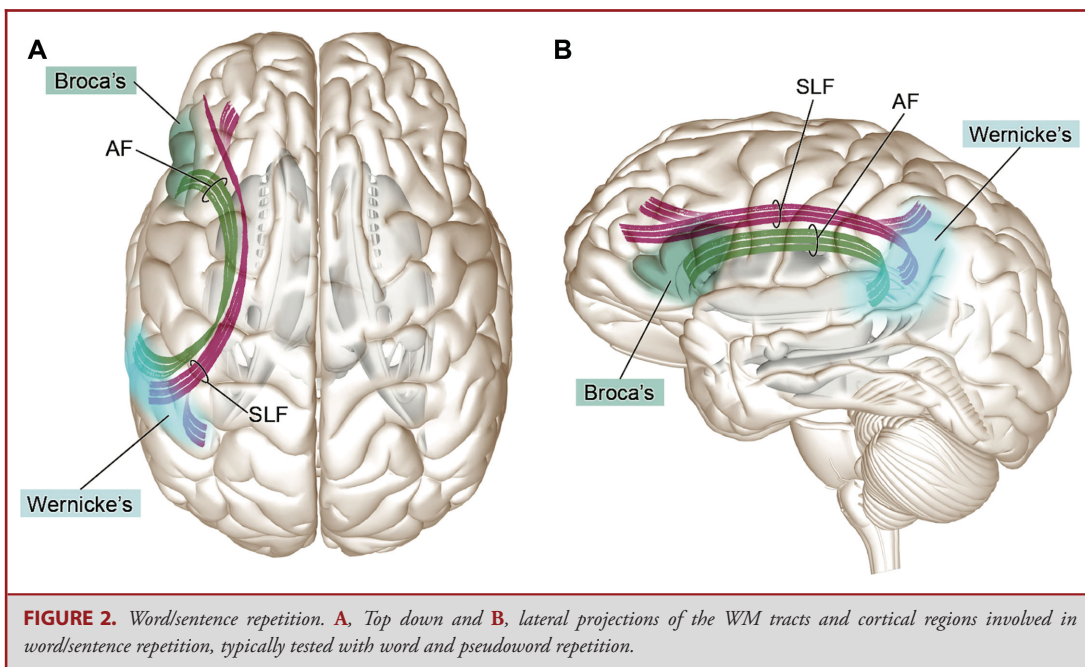 A
Broca's
AF
SLF
Wernicke's
B
SLF
AF
Wernicke's
Broca's
FIGURE 2. Word/sentence repetition. A, Top down and B, lateral projections of the WM tracts and cortical regions involved in
word/sentence repetition, typically tested with word and pseudoword repetition.